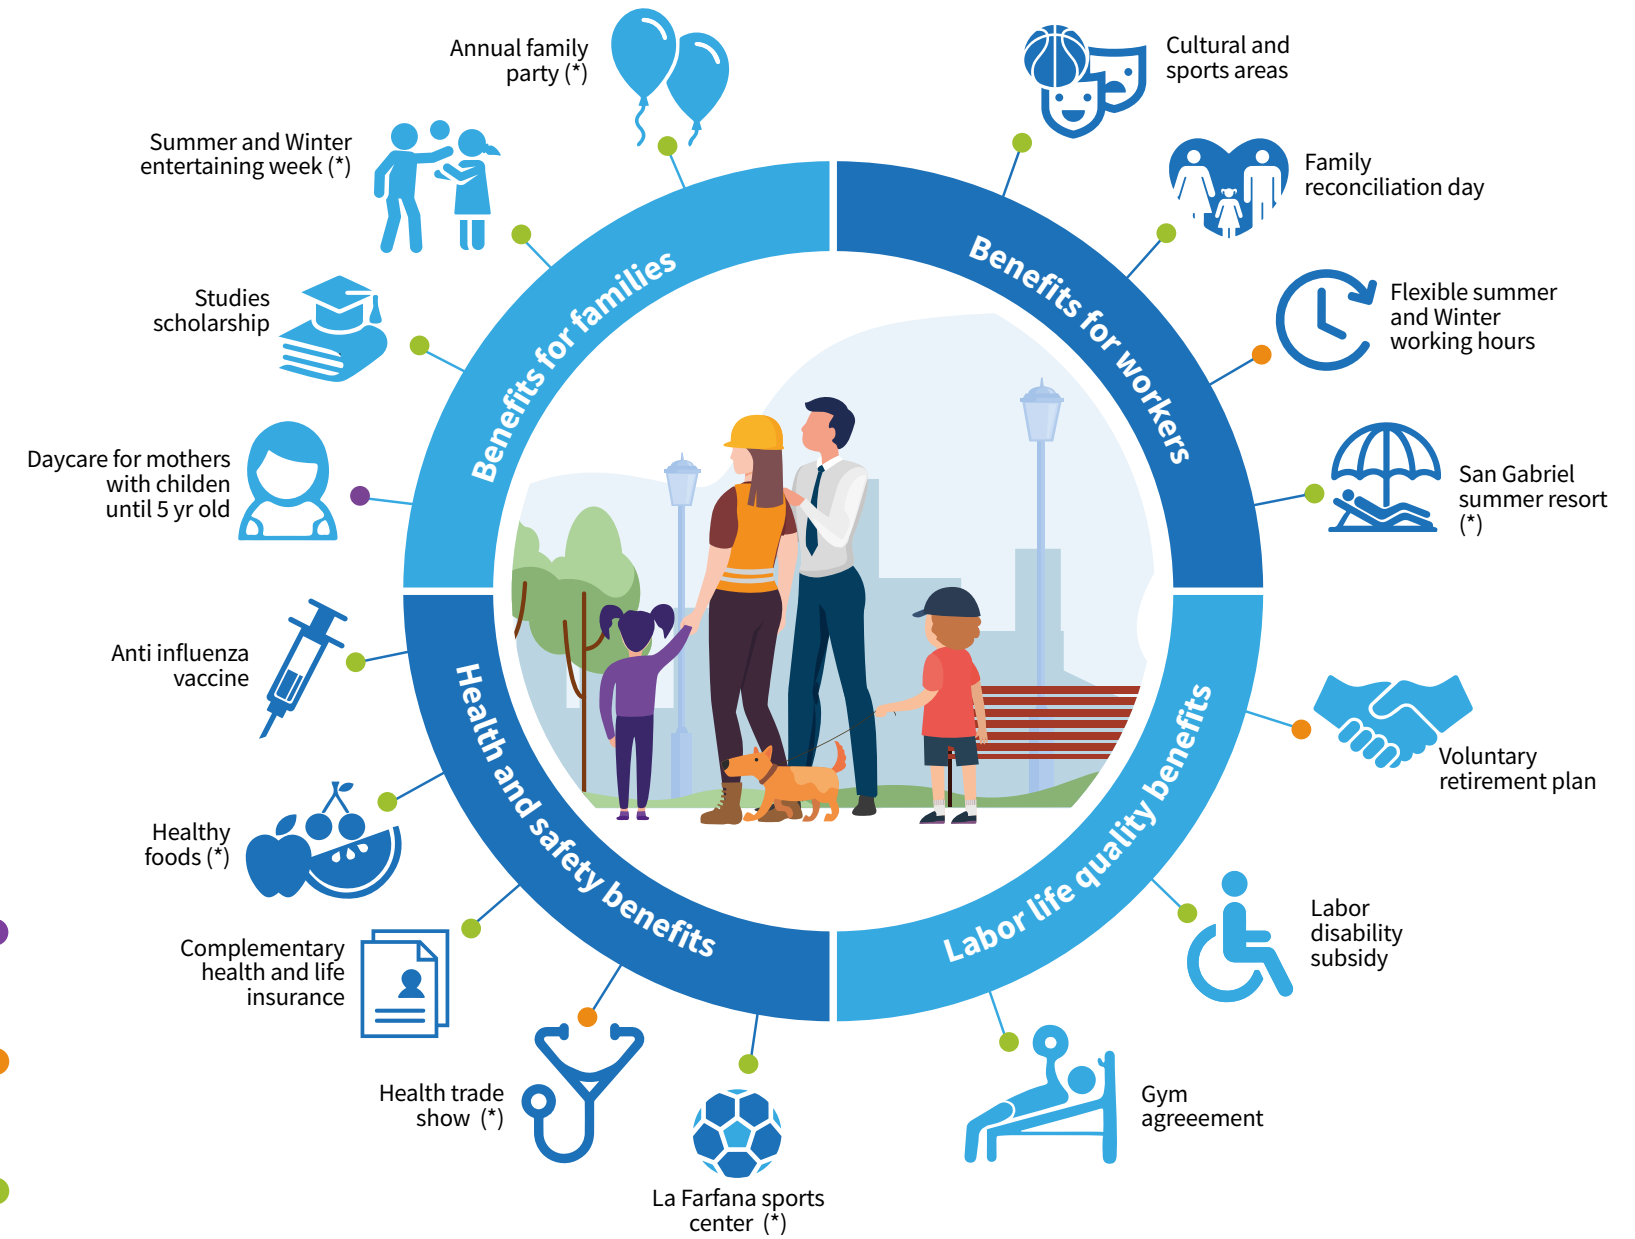 Annual family
party (*)
Summer and Winter
entertaining week (*)
Studies
scholarship
Daycare for mothers
with childen
until 5 yr old
Benefits for families
Cultural and
sports areas
Family
reconciliation day
Flexible summer
and Winter
working hours
San Gabriel
summer resort
(*)
Benefits for workers
Anti influenza
vaccine
Healthy
foods (*)
Complementary
health and life
insurance
Health trade
show (*)
La Farfana sports
center (*)
Health and safety benefits
Voluntary
retirement plan
Labor
disability
subsidy
Gym
agreeement
Labor life quality benefits